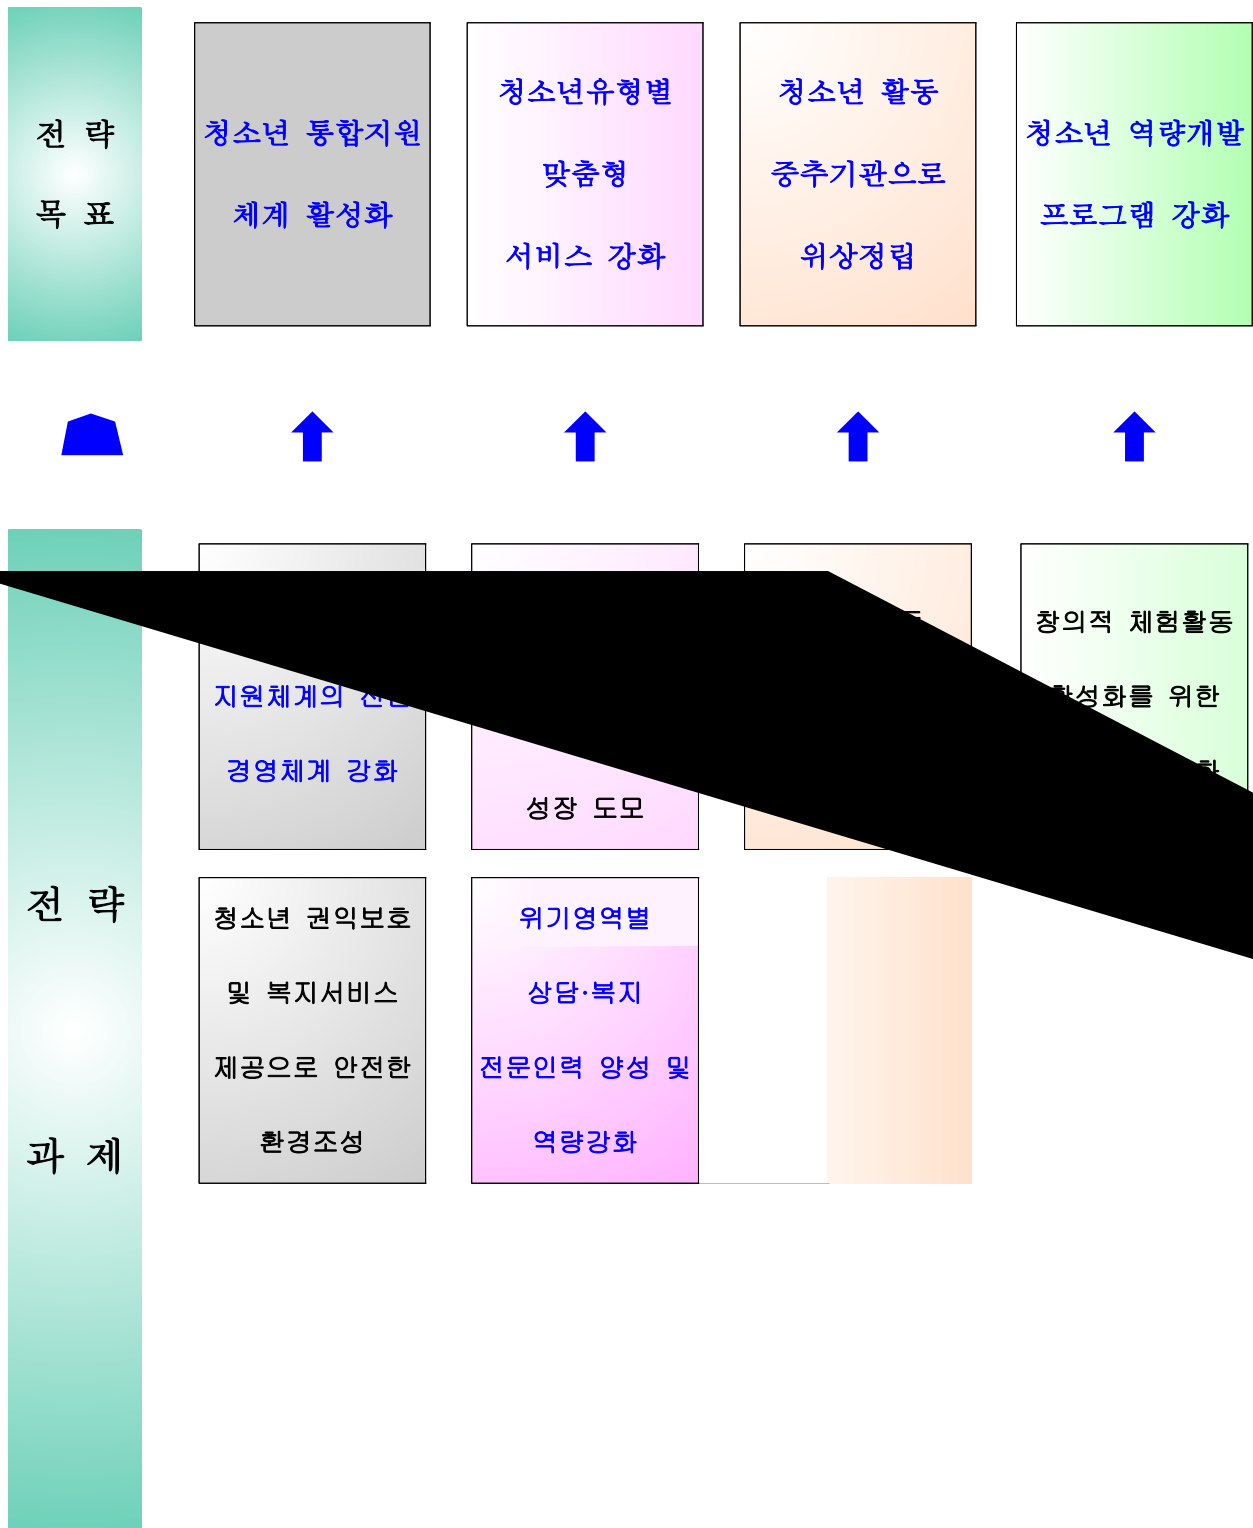 전 략
목 표
청소년 통합지원
체계 활성화
청소년유형별
맞춤형
서비스 강화
청소년 활동
중추기관으로
위상정립
청소년 역량개발
프로그램 강화
전 략
과 제
지원체계의
경영체계 강화
성장 도모
창의적 체험활동
위한
청소년 권익보호
및 복지서비스
제공으로 안전한
환경조성
위기영역별
상담·복지
전문인력 양성 및
역량강화